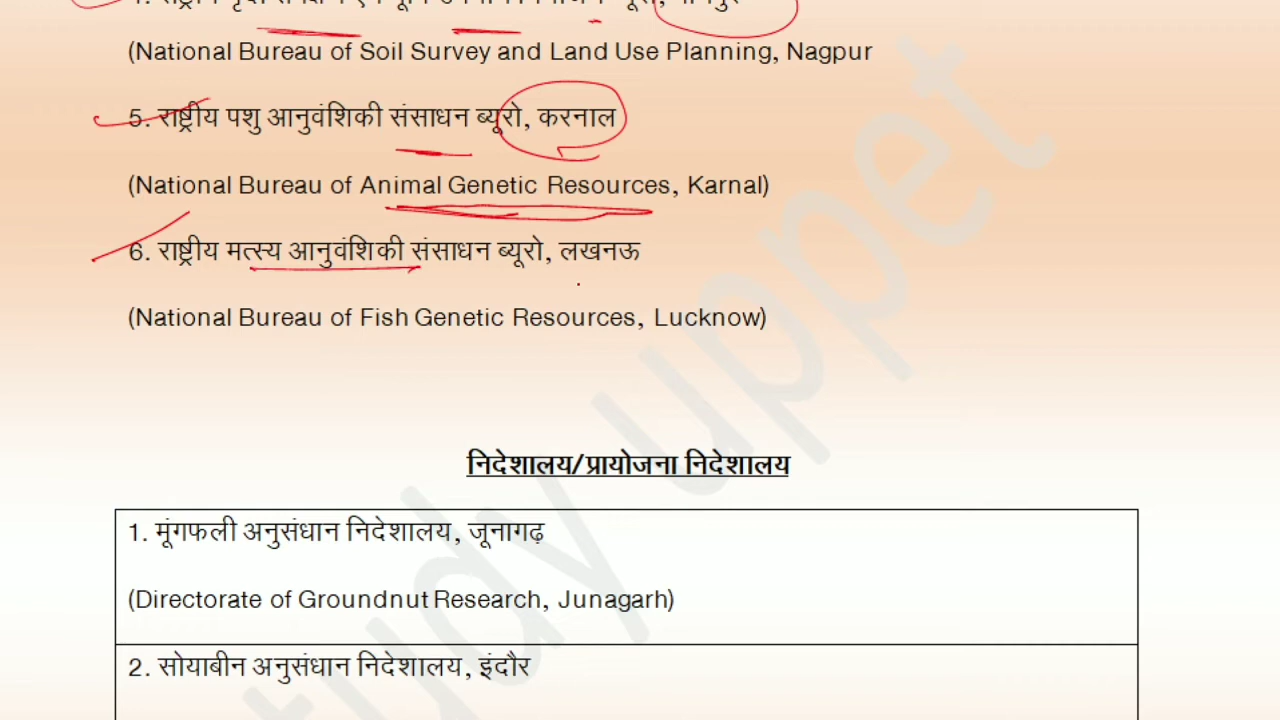 (National Bureau of Soil Survey and Land Use Planning, Nagpur
5. राष्ट्रीय पशु आनुवंशिकी संसाधन ब्यूरो, करनाल
(National Bureau of Animal Genetic Resources, Karnal)
6. राष्ट्रीय मत्स्य आनुवंशिकी संसाधन ब्यूरो, लखनऊ
(National Bureau of Fish Genetic Resources, Lucknow)
निदेशालय/प्रायोजना निदेशालय
1. मूंगफली अनुसंधान निदेशालय, जूनागढ़
(Directorate of Groundnut Research, Junagarh)
2. सोयाबीन अनुसंधान निदेशालय, इंदौर
study uppet